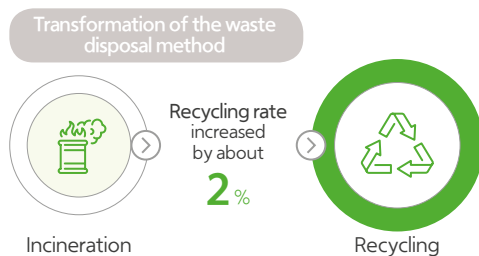 Transformation of the waste
disposal method
Recycling rate
increased
by about
2 %
Incineration
Recycling